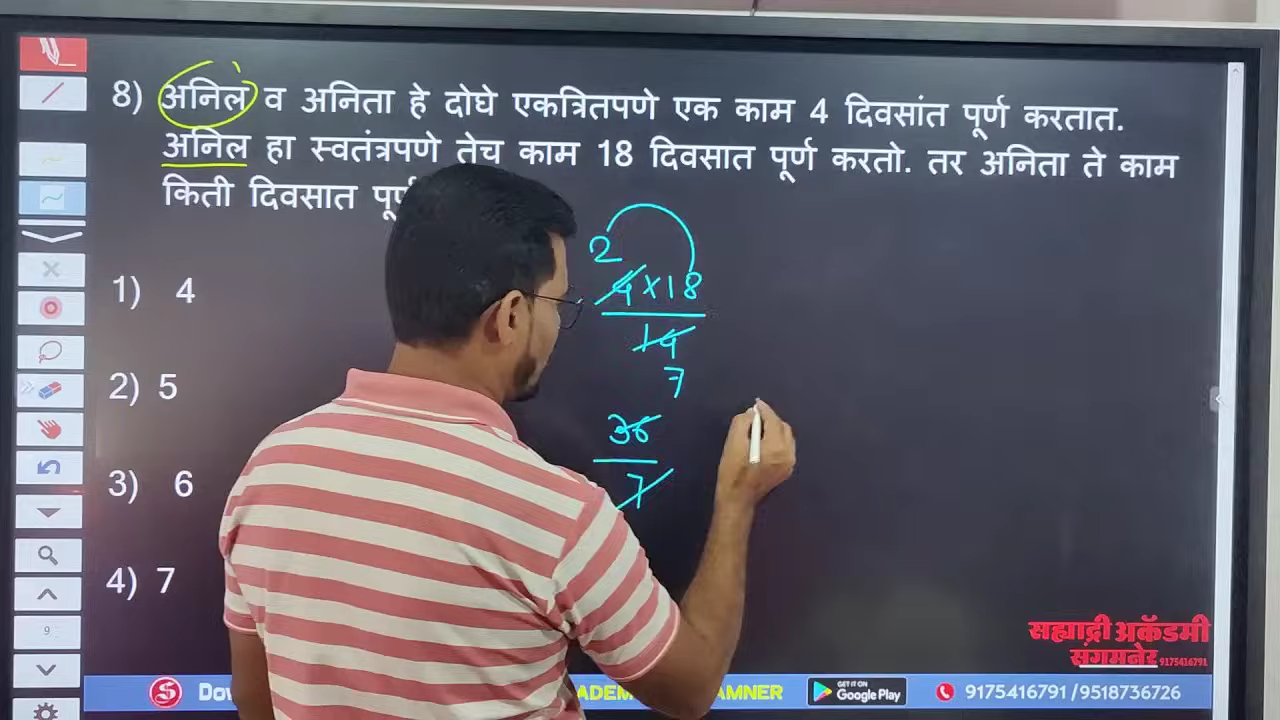 8) अनिल व अनिता हे दोघे एकत्रितपणे एक काम 4 दिवसांत पूर्ण करतात.
अनिल हा स्वतंत्रपणे तेच काम 18 दिवसात पूर्ण करतो. तर अनिता ते काम
किती दिवसात
1) 4
2) 5
3) 6
4) 7
2
4×18
14
7
36
7
9
सह्याद्री अकॅडमी
संगमनेर 9175416791
GET IT ON
Google Play
9175416791 /9518736726